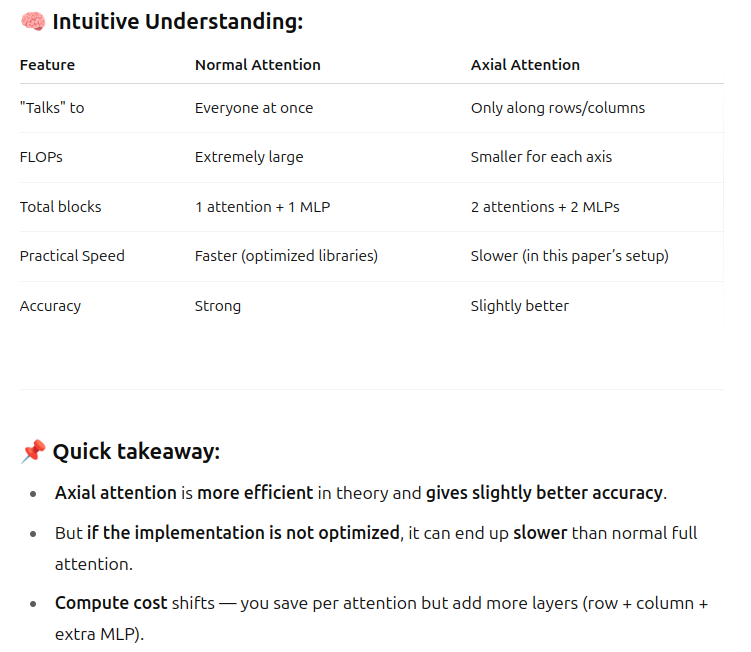 🧠 Intuitive Understanding:
Feature Normal Attention Axial Attention
"Talks" to Everyone at once Only along rows/columns
FLOPs Extremely large Smaller for each axis
Total blocks 1 attention + 1 MLP 2 attentions + 2 MLPs
Practical Speed Faster (optimized libraries) Slower (in this paper’s setup)
Accuracy Strong Slightly better
📌 Quick takeaway:
• Axial attention is more efficient in theory and gives slightly better accuracy.
• But if the implementation is not optimized, it can end up slower than normal full
attention.
• Compute cost shifts — you save per attention but add more layers (row + column +
extra MLP).